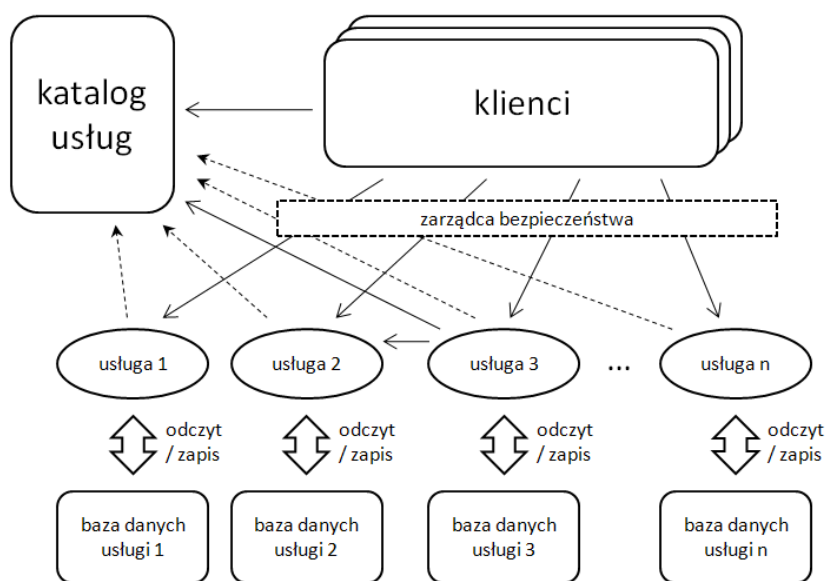 katalog
usług
klienci
zarządca bezpieczeństwa
usługa 1
usługa 2
usługa 3
...
usługa n
odczyt
/ zapis
odczyt
/ zapis
odczyt
/ zapis
odczyt
/ zapis
baza danych
usługi 1
baza danych
usługi 2
baza danych
usługi 3
baza danych
usługi n